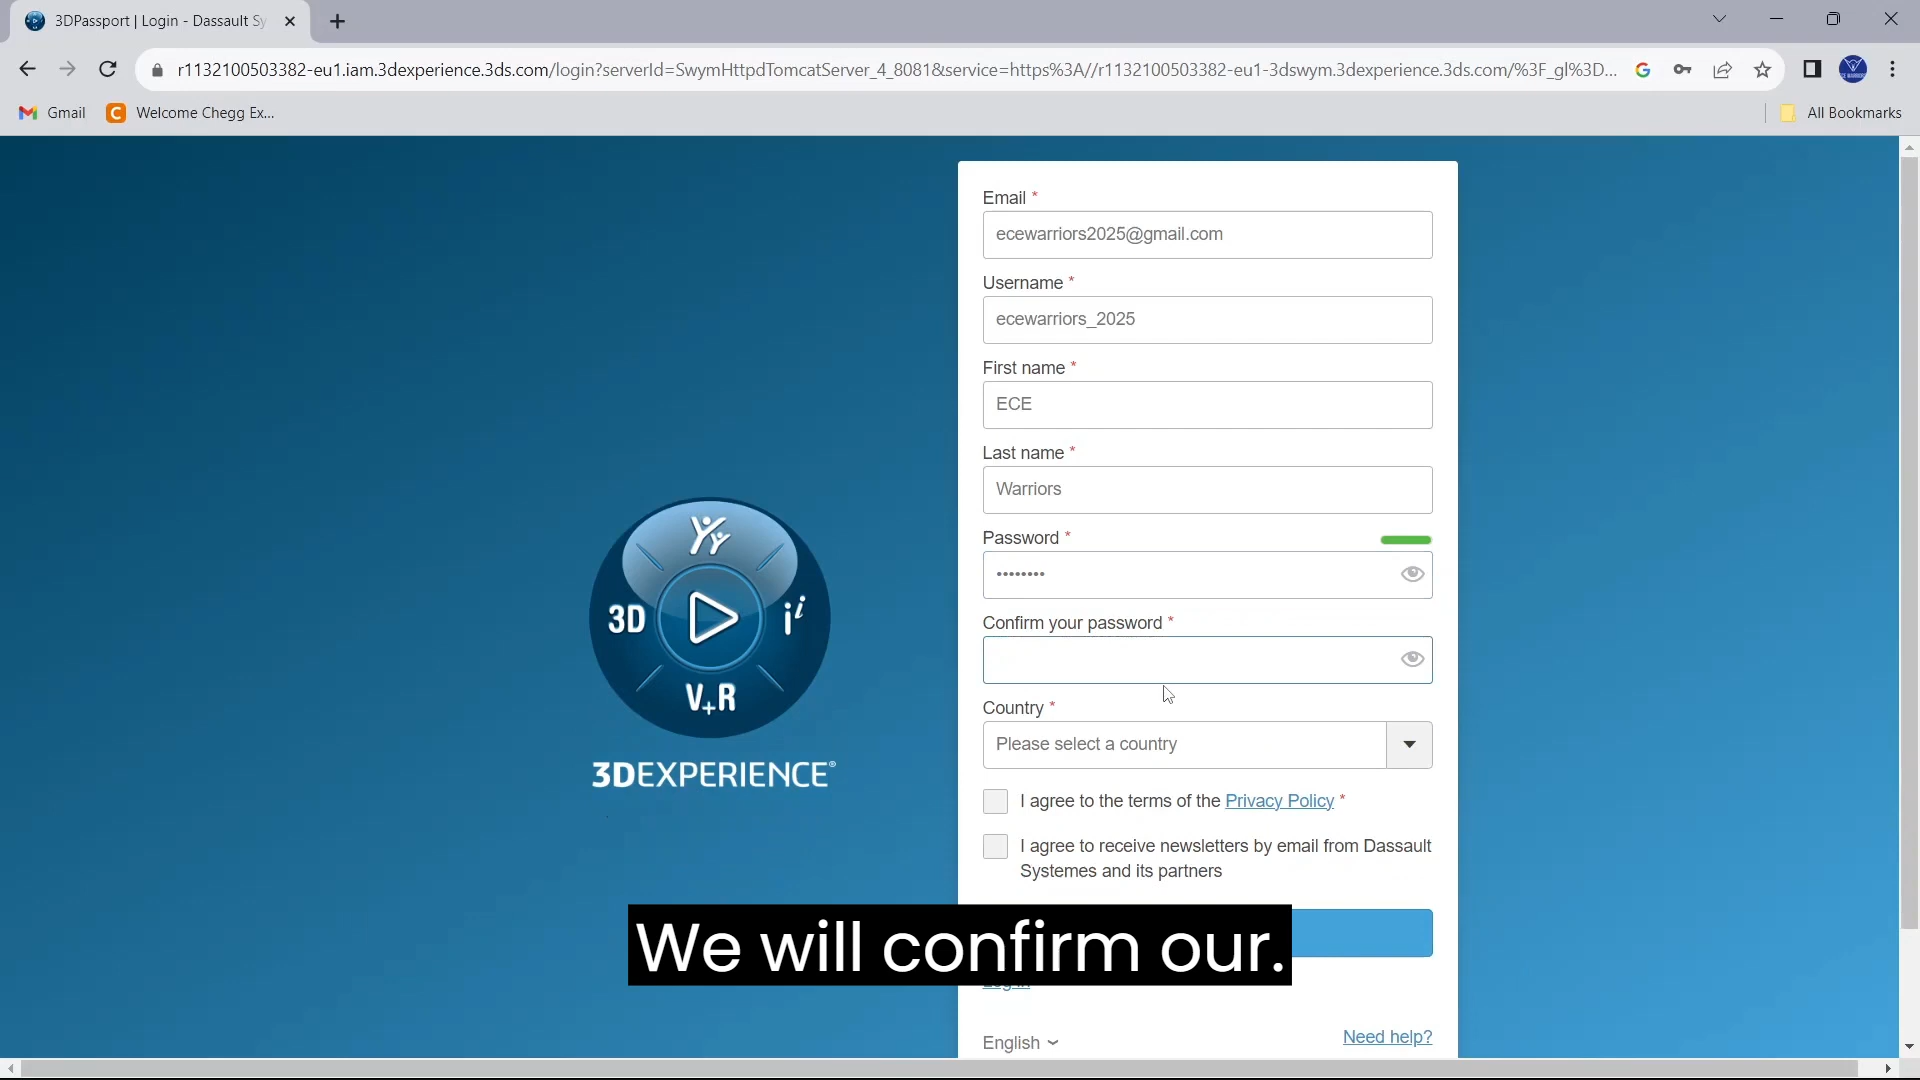 3DPassport | Login - Dassault Sy
r1132100503382-eu1.iam.3dexperience.3ds.com/login?serverId=SwymHttpdTomcatServer_4_8081&service=https%3A//r1132100503382-eu1-3dswym.3dexperience.3ds.com/%3F_gl%3D...
Gmail
Welcome Chegg Ex...
All Bookmarks
Email *
ecewarriors2025@gmail.com
Username *
ecewarriors_2025
First name *
ECE
Last name *
Warriors
Password *
••••••••
Confirm your password *
Country *
Please select a country
I agree to the terms of the Privacy Policy *
I agree to receive newsletters by email from Dassault
Systemes and its partners
3D
V+R
3DEXPERIENCE®
We will confirm our.
Log in
English
Need help?